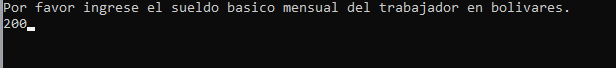 Por favor ingrese el sueldo basico mensual del trabajador en bolivares.
200